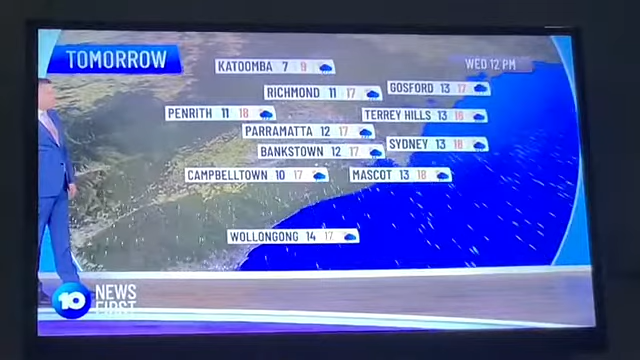 TOMORROW
WED 12 PM
KATOOMBA 7 9
RICHMOND 11 17
GOSFORD 13 17
PENRITH 11 18
TERREY HILLS 13 16
PARRAMATTA 12 17
SYDNEY 13 18
BANKSTOWN 12 17
CAMPBELLTOWN 10 17
MASCOT 13 18
WOLLONGONG 14 17
10 NEWS
FIRST